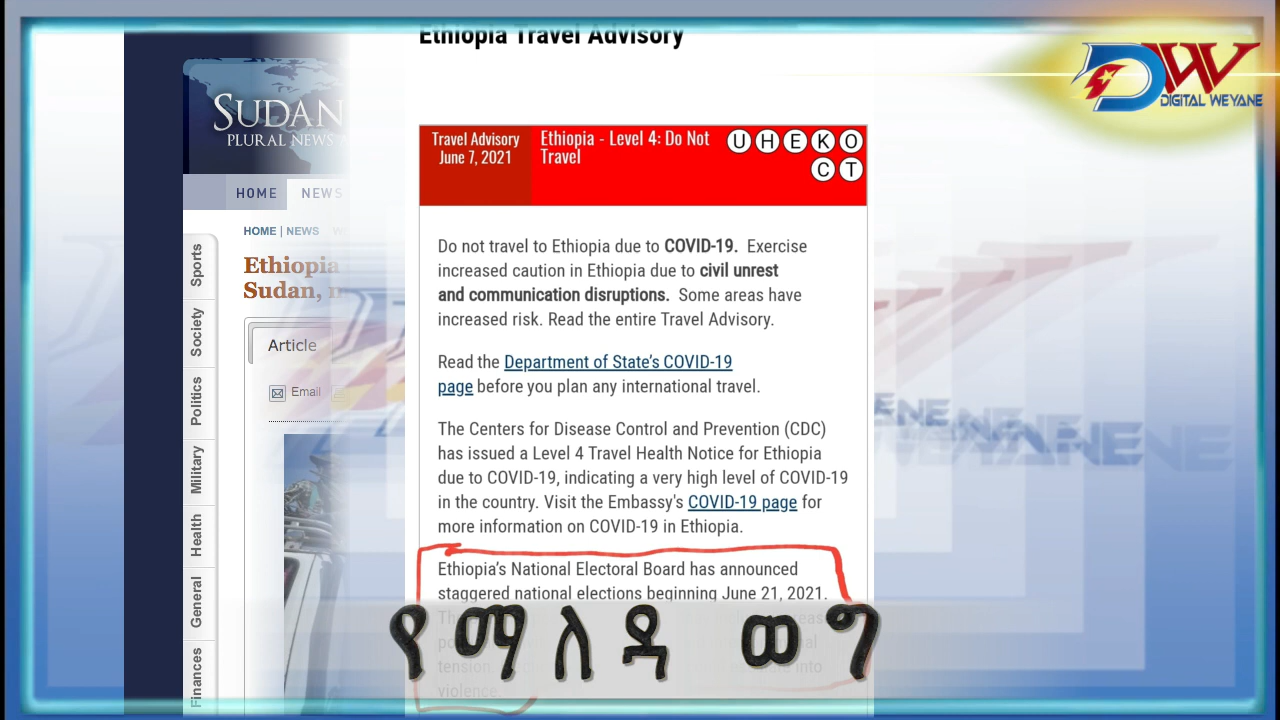 Ethiopia Travel Advisory
DW
DIGITAL WEYANE
SUDAN
PLURAL NEWS
HOME
NEWS
HOME | NEWS
Ethiopia
Sudan,
Article
Email
Sports
Society
Politics
Military
Health
General
Finances
Travel Advisory
June 7, 2021
Ethiopia - Level 4: Do Not
Travel
U H E K O
C T
Do not travel to Ethiopia due to COVID-19. Exercise
increased caution in Ethiopia due to civil unrest
and communication disruptions. Some areas have
increased risk. Read the entire Travel Advisory.
Read the Department of State's COVID-19
page before you plan any international travel.
The Centers for Disease Control and Prevention (CDC)
has issued a Level 4 Travel Health Notice for Ethiopia
due to COVID-19, indicating a very high level of COVID-19
in the country. Visit the Embassy's COVID-19 page for
more information on COVID-19 in Ethiopia.
Ethiopia's National Electoral Board has announced
staggered national elections beginning June 21, 2021.
tension
into
violence.
የማለዳ ወግ